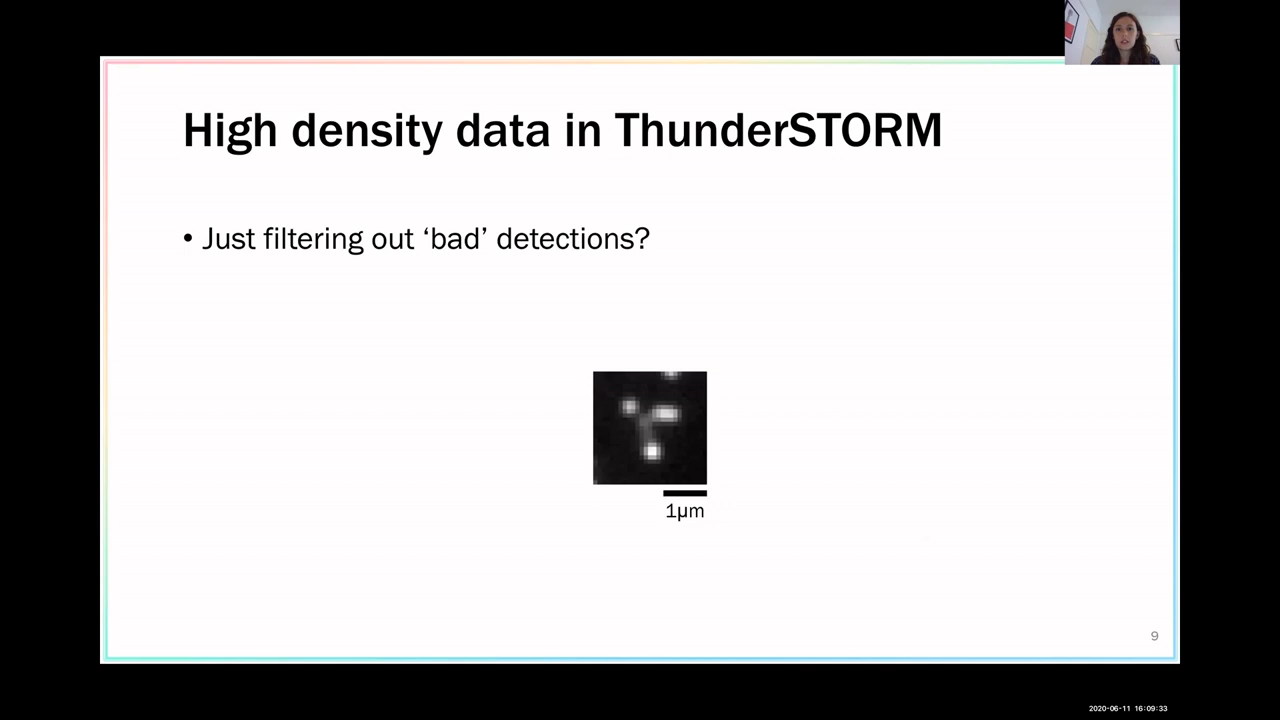 High density data in ThunderSTORM
• Just filtering out ‘bad’ detections?
1µm
9
2020-06-11 16:09:33